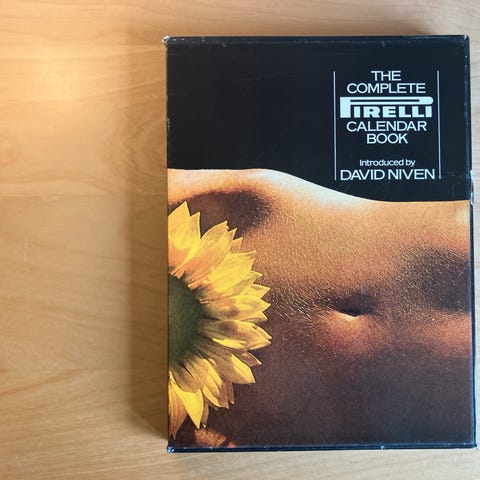 THE
COMPLETE
PIRELLI
CALENDAR
BOOK
Introduced by
DAVID NIVEN